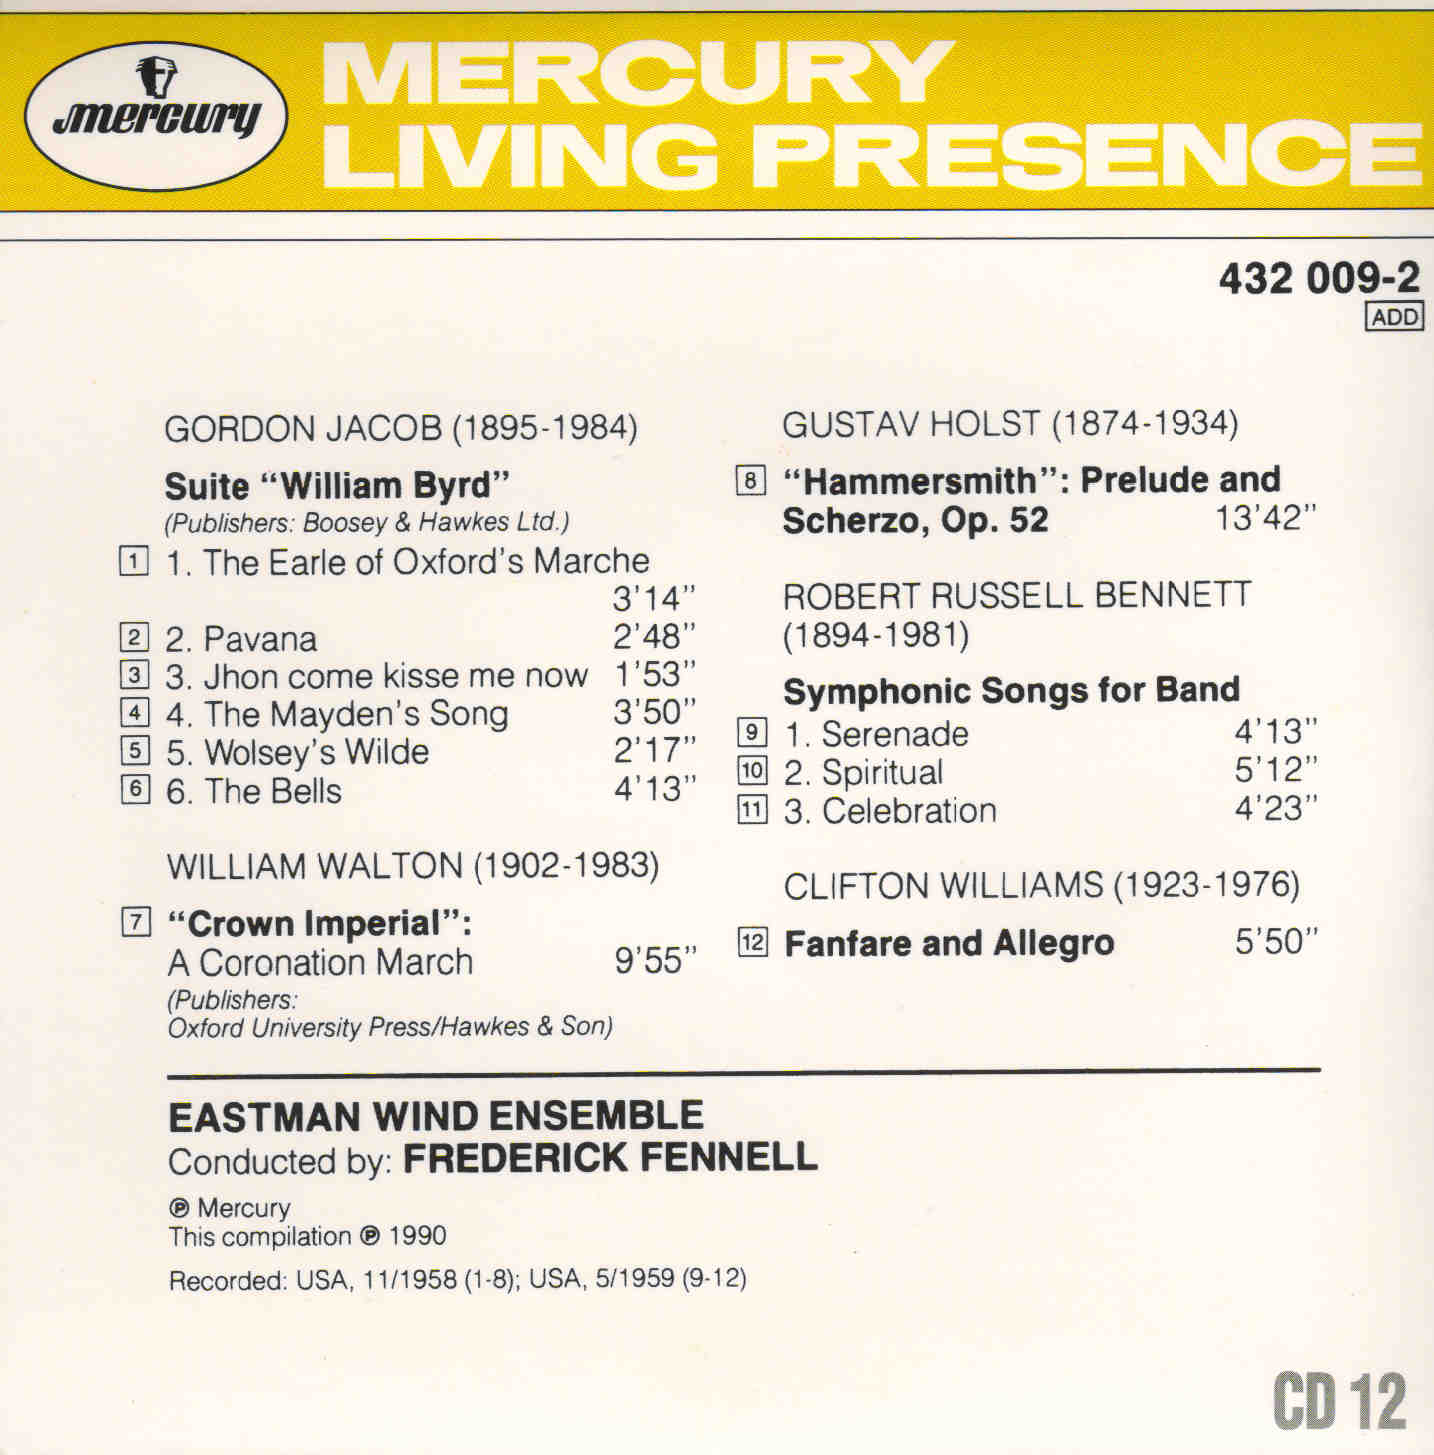 mercury
MERCURY
LIVING PRESENCE
432 009-2
ADD
GORDON JACOB (1895-1984)
Suite “William Byrd”
(Publishers: Boosey & Hawkes Ltd.)
1 1. The Earle of Oxford's Marche
3'14”
2 2. Pavana 2'48”
3 3. Jhon come kisse me now 1'53”
4 4. The Mayden's Song 3'50”
5 5. Wolsey's Wilde 2'17”
6 6. The Bells 4'13”
WILLIAM WALTON (1902-1983)
7 “Crown Imperial”:
A Coronation March 9'55”
(Publishers:
Oxford University Press/Hawkes & Son)
GUSTAV HOLST (1874-1934)
8 “Hammersmith”: Prelude and
Scherzo, Op. 52 13'42”
ROBERT RUSSELL BENNETT
(1894-1981)
Symphonic Songs for Band
9 1. Serenade 4'13”
10 2. Spiritual 5'12”
11 3. Celebration 4'23”
CLIFTON WILLIAMS (1923-1976)
12 Fanfare and Allegro 5'50”
EASTMAN WIND ENSEMBLE
Conducted by: FREDERICK FENNELL
℗ Mercury
This compilation ℗ 1990
Recorded: USA, 11/1958 (1-8); USA, 5/1959 (9-12)
CD 12